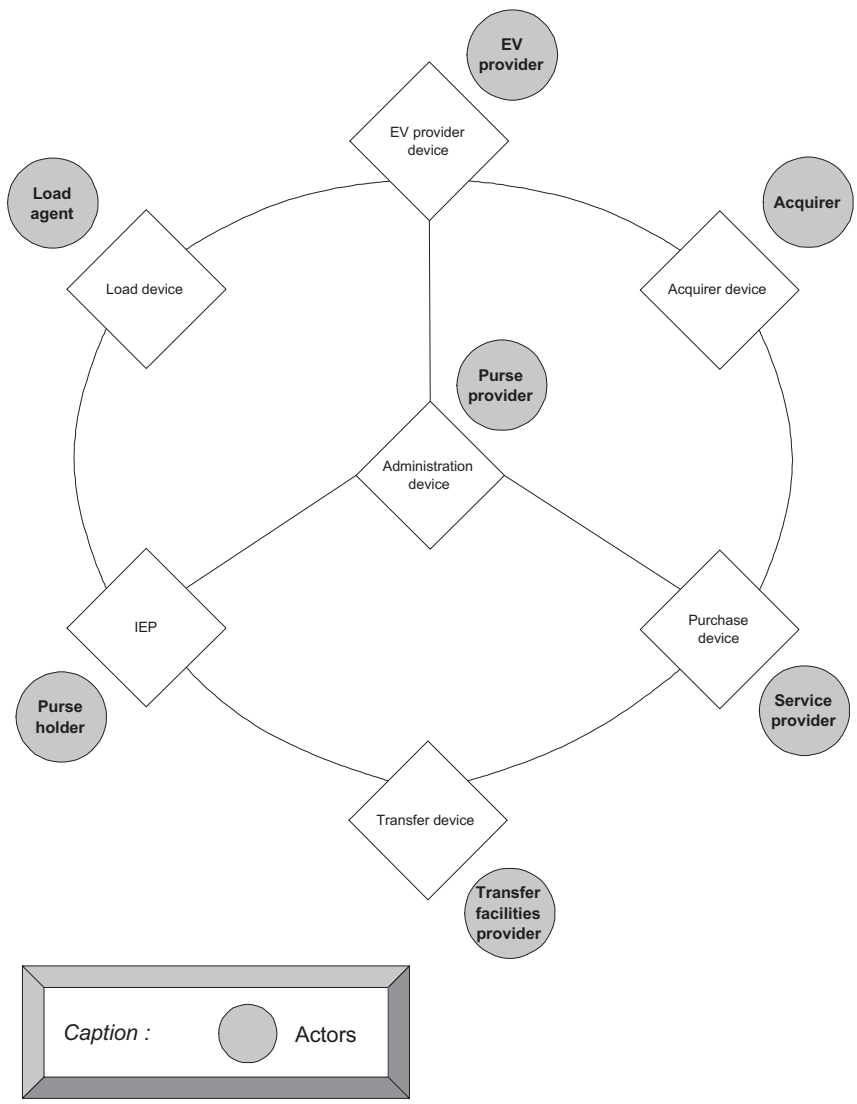 EV
provider
EV provider
device
Load
agent
Load device
Acquirer
Acquirer device
Purse
provider
Administration
device
IEP
Purse
holder
Purchase
device
Service
provider
Transfer device
Transfer
facilities
provider
Caption : Actors